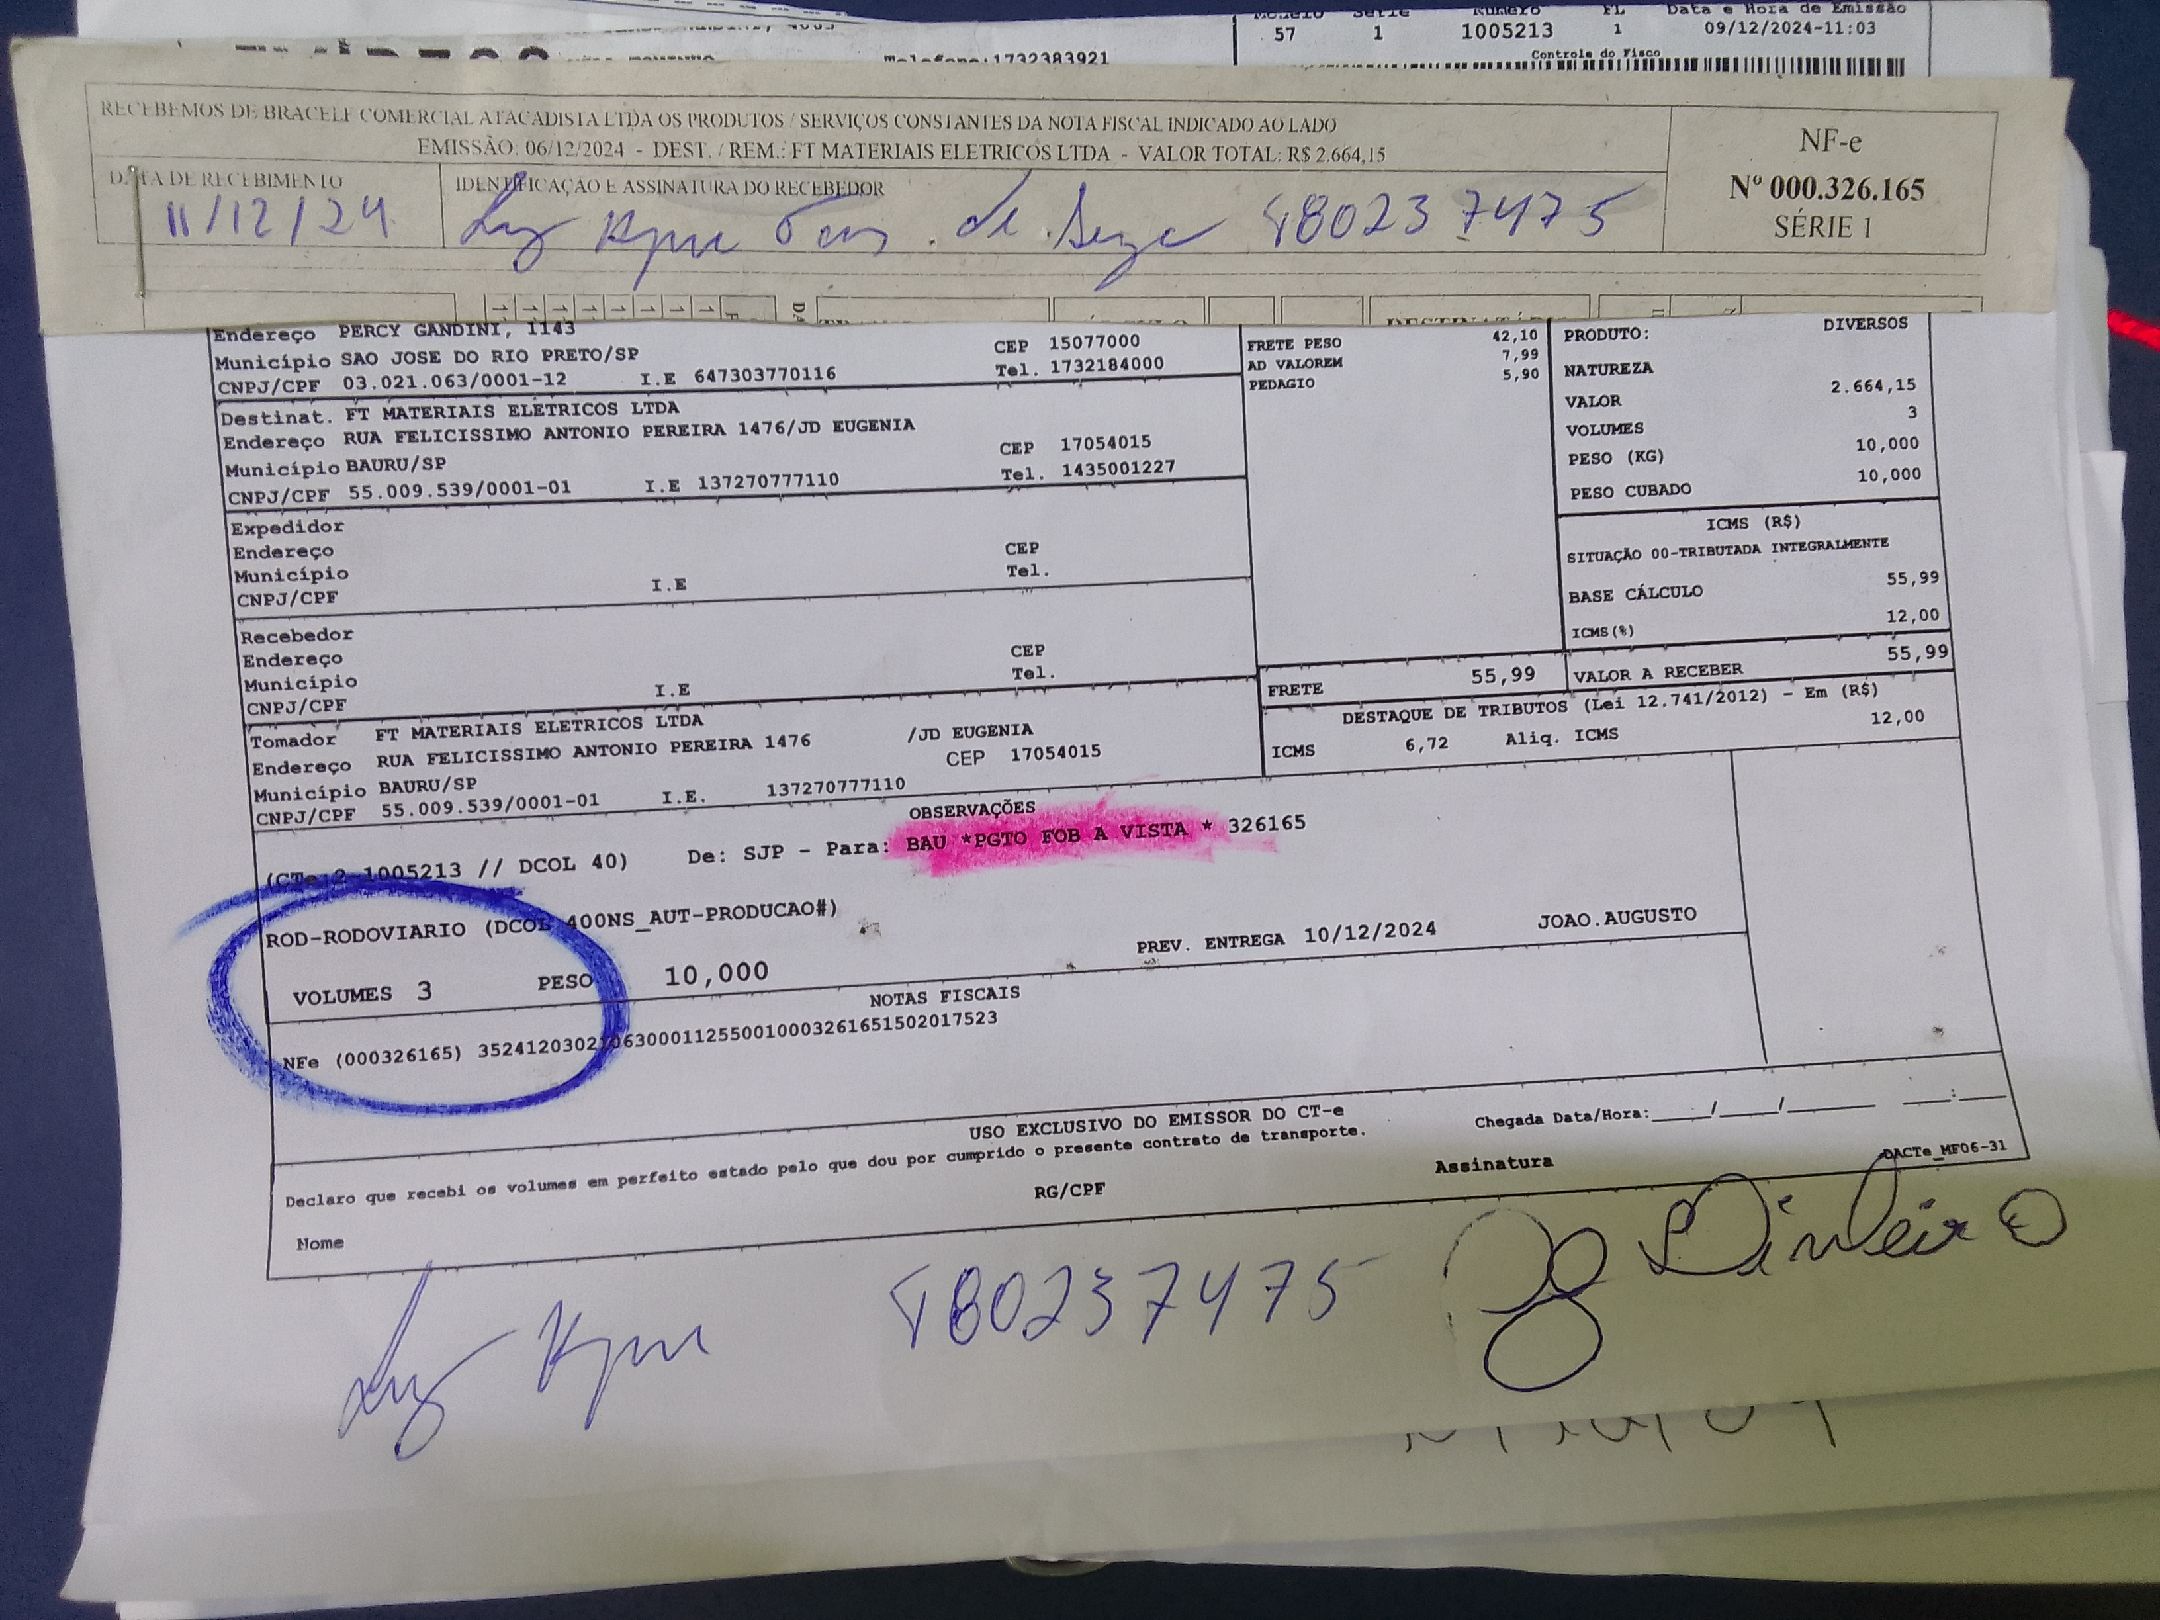 Modelo Série Número FL Data e Hora de Emissão
57 1 1005213 1 09/12/2024-11:03
Controle do Fisco
Telefone:1732383921
RECEBEMOS DE BRACELF COMERCIAL ATACADISTA LTDA OS PRODUTOS / SERVIÇOS CONSTANTES DA NOTA FISCAL INDICADO AO LADO
EMISSÃO: 06/12/2024 - DEST. / REM.: FT MATERIAIS ELETRICOS LTDA - VALOR TOTAL: R$ 2.664,15
NF-e
Nº 000.326.165
SÉRIE 1
DATA DE RECEBIMENTO
11/12/24
IDENTIFICAÇÃO E ASSINATURA DO RECEBEDOR
de 480237475
Endereço PERCY GANDINI, 1143
Município SAO JOSE DO RIO PRETO/SP CEP 15077000
CNPJ/CPF 03.021.063/0001-12 I.E 647303770116 Tel. 1732184000
Destinat. FT MATERIAIS ELETRICOS LTDA
Endereço RUA FELICISSIMO ANTONIO PEREIRA 1476/JD EUGENIA
Município BAURU/SP CEP 17054015
CNPJ/CPF 55.009.539/0001-01 I.E 137270777110 Tel. 1435001227
Expedidor
Endereço
Município CEP
CNPJ/CPF I.E Tel.
Recebedor
Endereço
Município CEP
CNPJ/CPF I.E Tel.
Tomador FT MATERIAIS ELETRICOS LTDA
Endereço RUA FELICISSIMO ANTONIO PEREIRA 1476 /JD EUGENIA
Município BAURU/SP CEP 17054015
CNPJ/CPF 55.009.539/0001-01 I.E. 137270777110
FRETE PESO 42,10
AD VALOREM 7,99
PEDAGIO 5,90
PRODUTO: DIVERSOS
NATUREZA
VALOR 2.664,15
VOLUMES 3
PESO (KG) 10,000
PESO CUBADO 10,000
ICMS (R$)
SITUAÇÃO 00-TRIBUTADA INTEGRALMENTE
BASE CÁLCULO 55,99
ICMS(%) 12,00
FRETE 55,99 VALOR A RECEBER 55,99
DESTAQUE DE TRIBUTOS (Lei 12.741/2012) - Em (R$)
ICMS 6,72 Aliq. ICMS 12,00
OBSERVAÇÕES
(CTe 2-1005213 // DCOL 40) De: SJP - Para: BAU *PGTO FOB A VISTA * 326165
ROD-RODOVIARIO (DCOL 400NS_AUT-PRODUCAO#)
PREV. ENTREGA 10/12/2024 JOAO.AUGUSTO
VOLUMES 3 PESO 10,000
NOTAS FISCAIS
NFe (000326165) 35241203021063000112550010003261651502017523
USO EXCLUSIVO DO EMISSOR DO CT-e
Declaro que recebi os volumes em perfeito estado pelo que dou por cumprido o presente contrato de transporte.
Chegada Data/Hora:____/____/______ ___:___
Nome RG/CPF Assinatura DACTe_MF06-31
480237475
Dinheiro